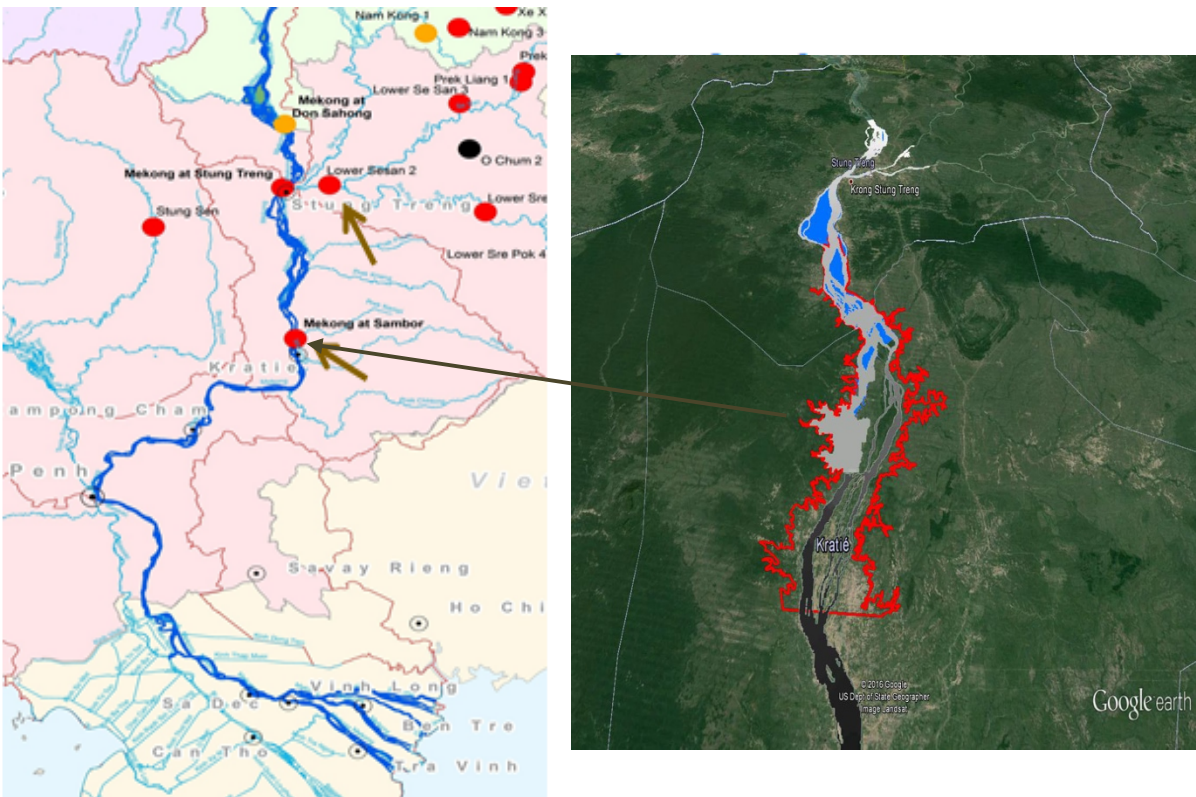 Nam Kong 1
Xe X
Nam Kong 3
Prek
Prek Liang 1
Lower Se San 3
Mekong at
Don Sahong
O Chum 2
Mekong at Stung Treng
Lower Sesan 2
Stung Treng
Lower Sre
Stung Sen
Lower Sre Pok 4
Mekong at Sambor
Kratie
ampong Cham
Penh
Viet
Savay Rieng
Ho Chi
Vinh Long
Sa Dec
Ben Tre
Can Tho
Tra Vinh
Stung Treng
Krong Stung Treng
Kratié
© 2016 Google
US Dept of State Geographer
Image Landsat
Google earth